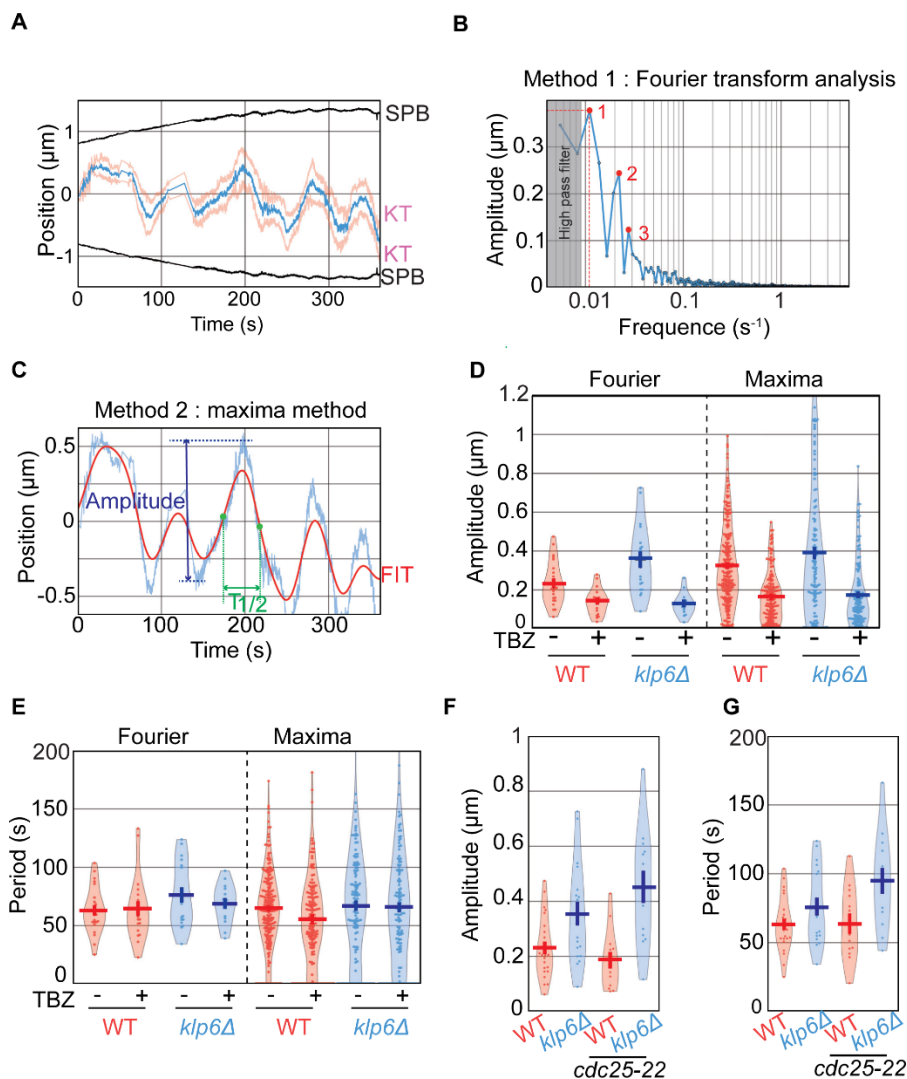 A
Position (µm)
1
0
-1
SPB
KT
KT
SPB
0 100 200 300
Time (s)
B
Method 1 : Fourier transform analysis
Amplitude (µm)
0.3
0.2
0.1
0
High pass filter
1
2
3
0.01 0.1 1
Frequence (s-1)
C
Method 2 : maxima method
Position (µm)
0.5
0
-0.5
Amplitude
T1/2
FIT
0 100 200 300
Time (s)
D
Fourier Maxima
Amplitude (µm)
1.2
1
0.8
0.6
0.4
0.2
0
TBZ - + - + - + - +
WT klp6Δ WT klp6Δ
E
Fourier Maxima
Period (s)
200
150
100
50
0
TBZ - + - + - + - +
WT klp6Δ WT klp6Δ
F
Amplitude (µm)
1
0.8
0.6
0.4
0.2
0
WT klp6Δ WT klp6Δ
cdc25-22
G
Period (s)
200
150
100
50
0
WT klp6Δ WT klp6Δ
cdc25-22